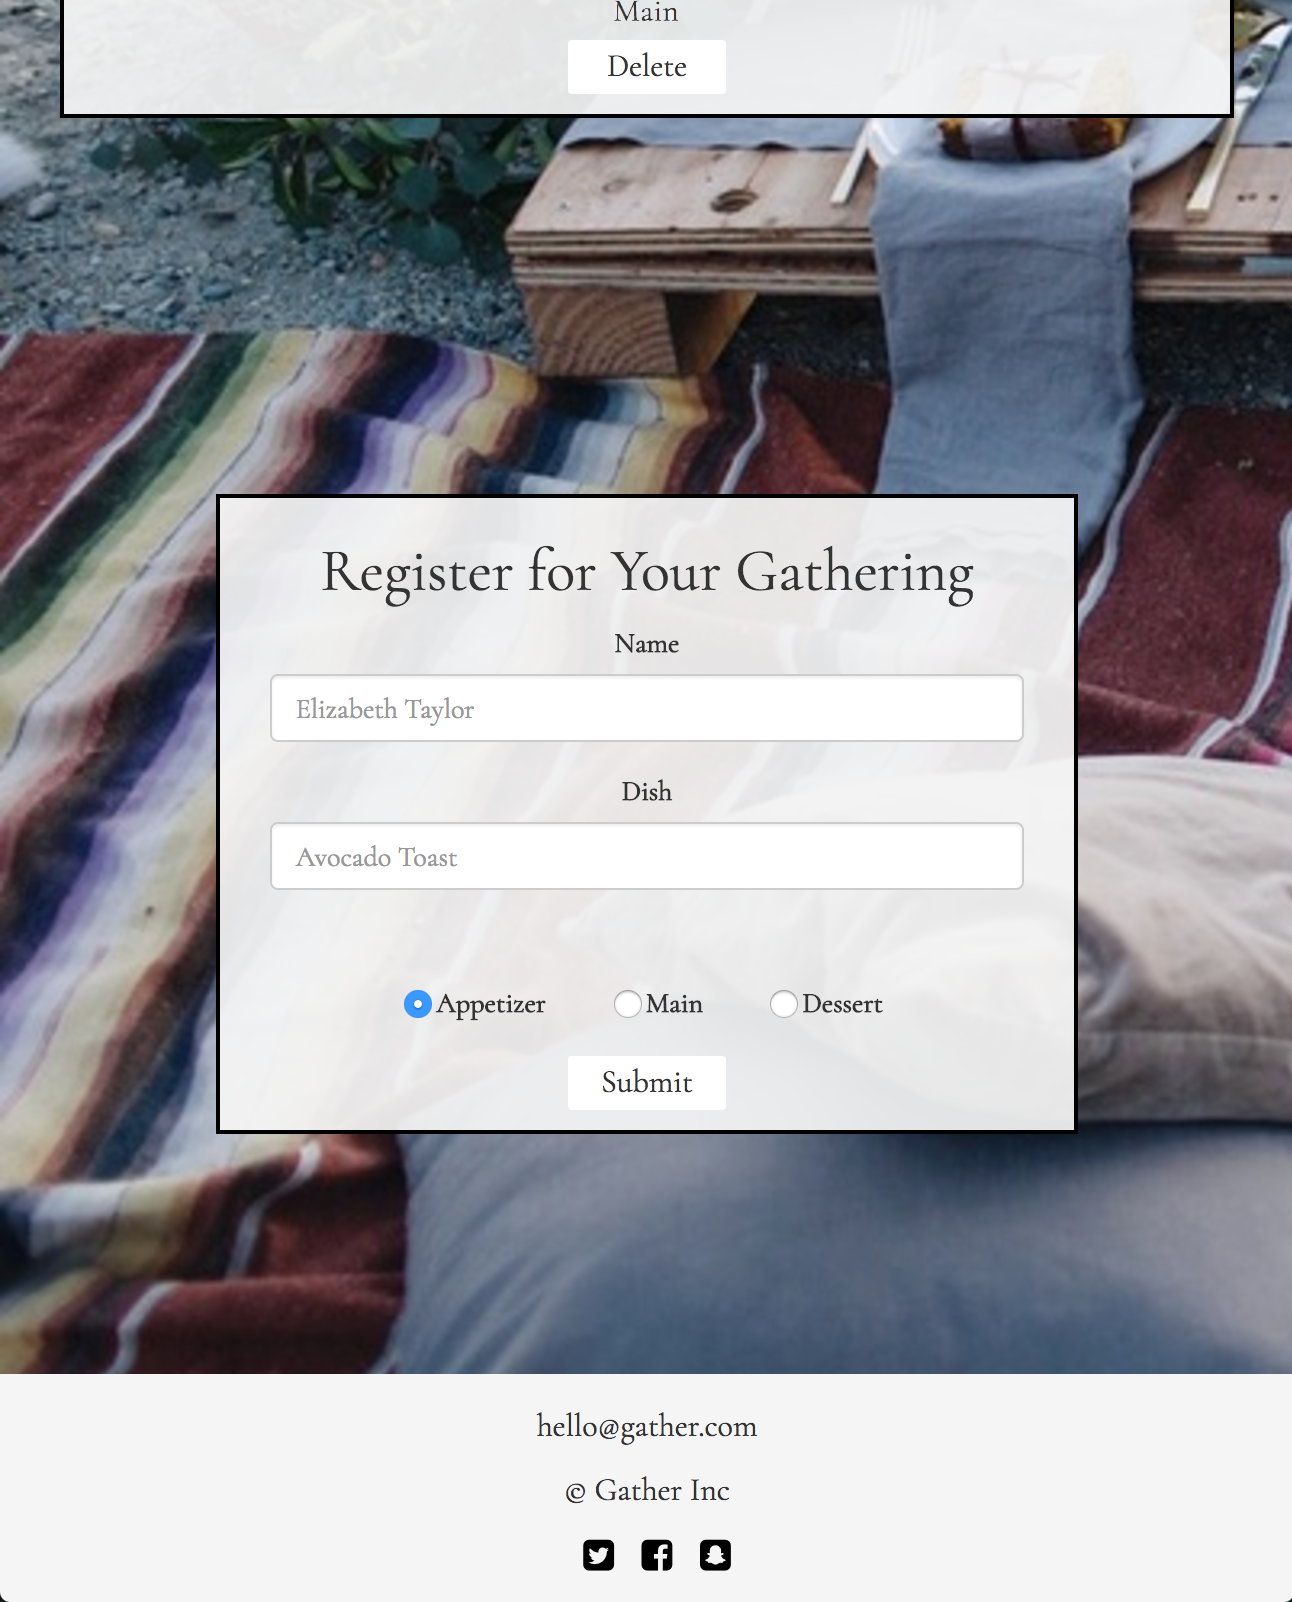 Main
Delete
Register for Your Gathering
Name
Elizabeth Taylor
Dish
Avocado Toast
Appetizer Main Dessert
Submit
hello@gather.com
© Gather Inc